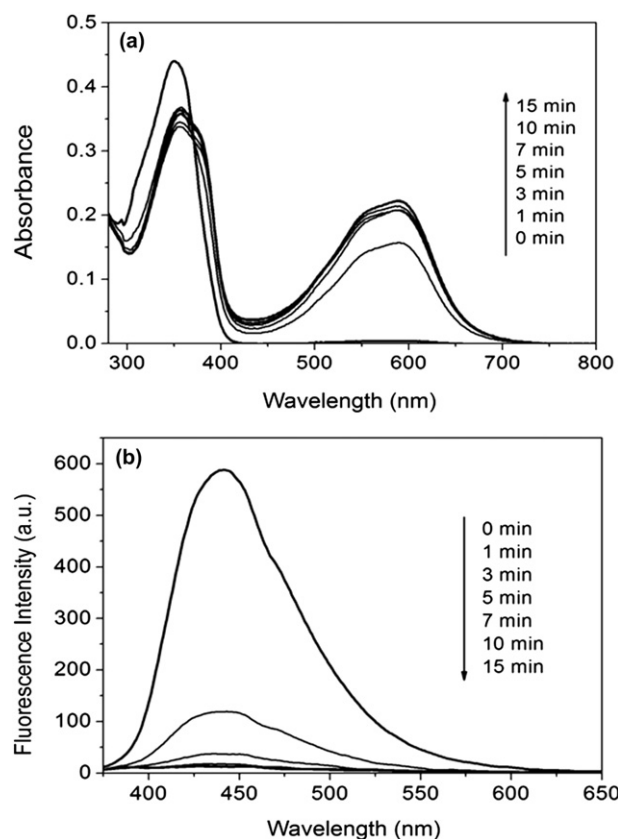 (a)
0.5
0.4
0.3
0.2
0.1
0.0
Absorbance
15 min
10 min
7 min
5 min
3 min
1 min
0 min
300 400 500 600 700 800
Wavelength (nm)
(b)
600
500
400
300
200
100
0
Fluorescence Intensity (a.u.)
0 min
1 min
3 min
5 min
7 min
10 min
15 min
400 450 500 550 600 650
Wavelength (nm)